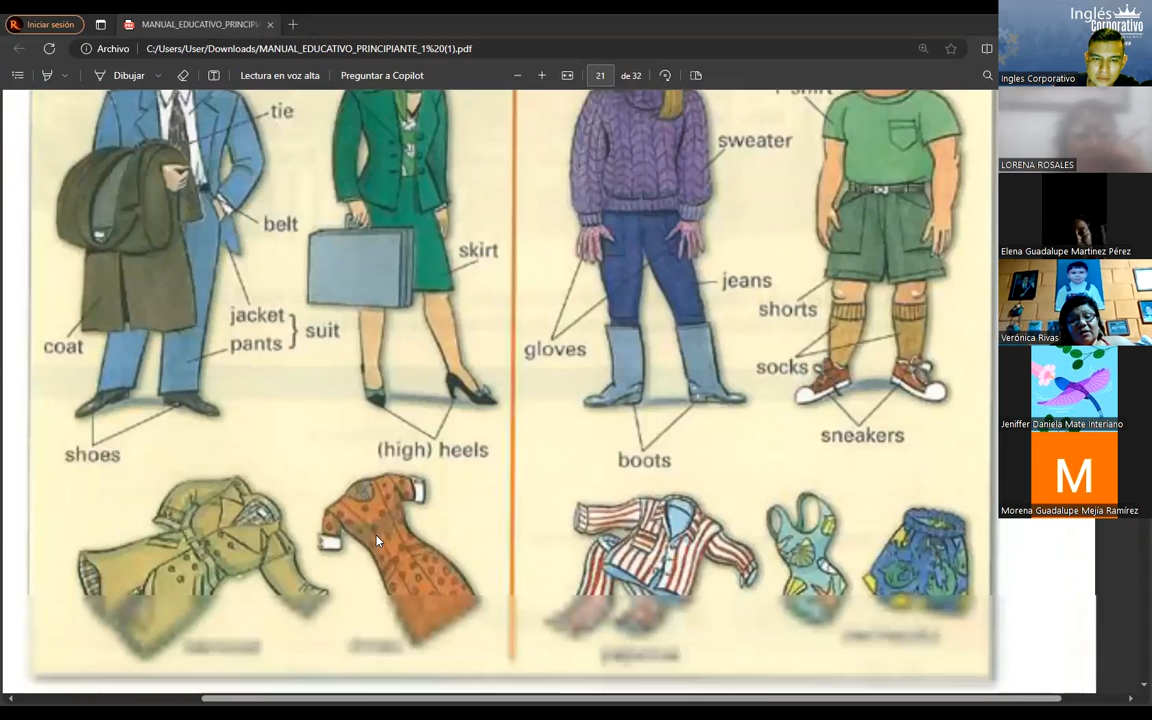 Iniciar sesión
MANUAL_EDUCATIVO_PRINCIPI
Archivo
C:/Users/User/Downloads/MANUAL_EDUCATIVO_PRINCIPIANTE_1%20(1).pdf
Dibujar
Lectura en voz alta
Preguntar a Copilot
21
de 32
Inglés
Corporativo
Ingles Corporativo
LORENA ROSALES
Elena Guadalupe Martinez Pérez
Verónica Rivas
Jeniffer Daniela Mate Interiano
M
Morena Guadalupe Mejía Ramírez
tie
belt
jacket
pants
suit
coat
shoes
skirt
(high) heels
sweater
jeans
gloves
boots
shorts
socks
sneakers